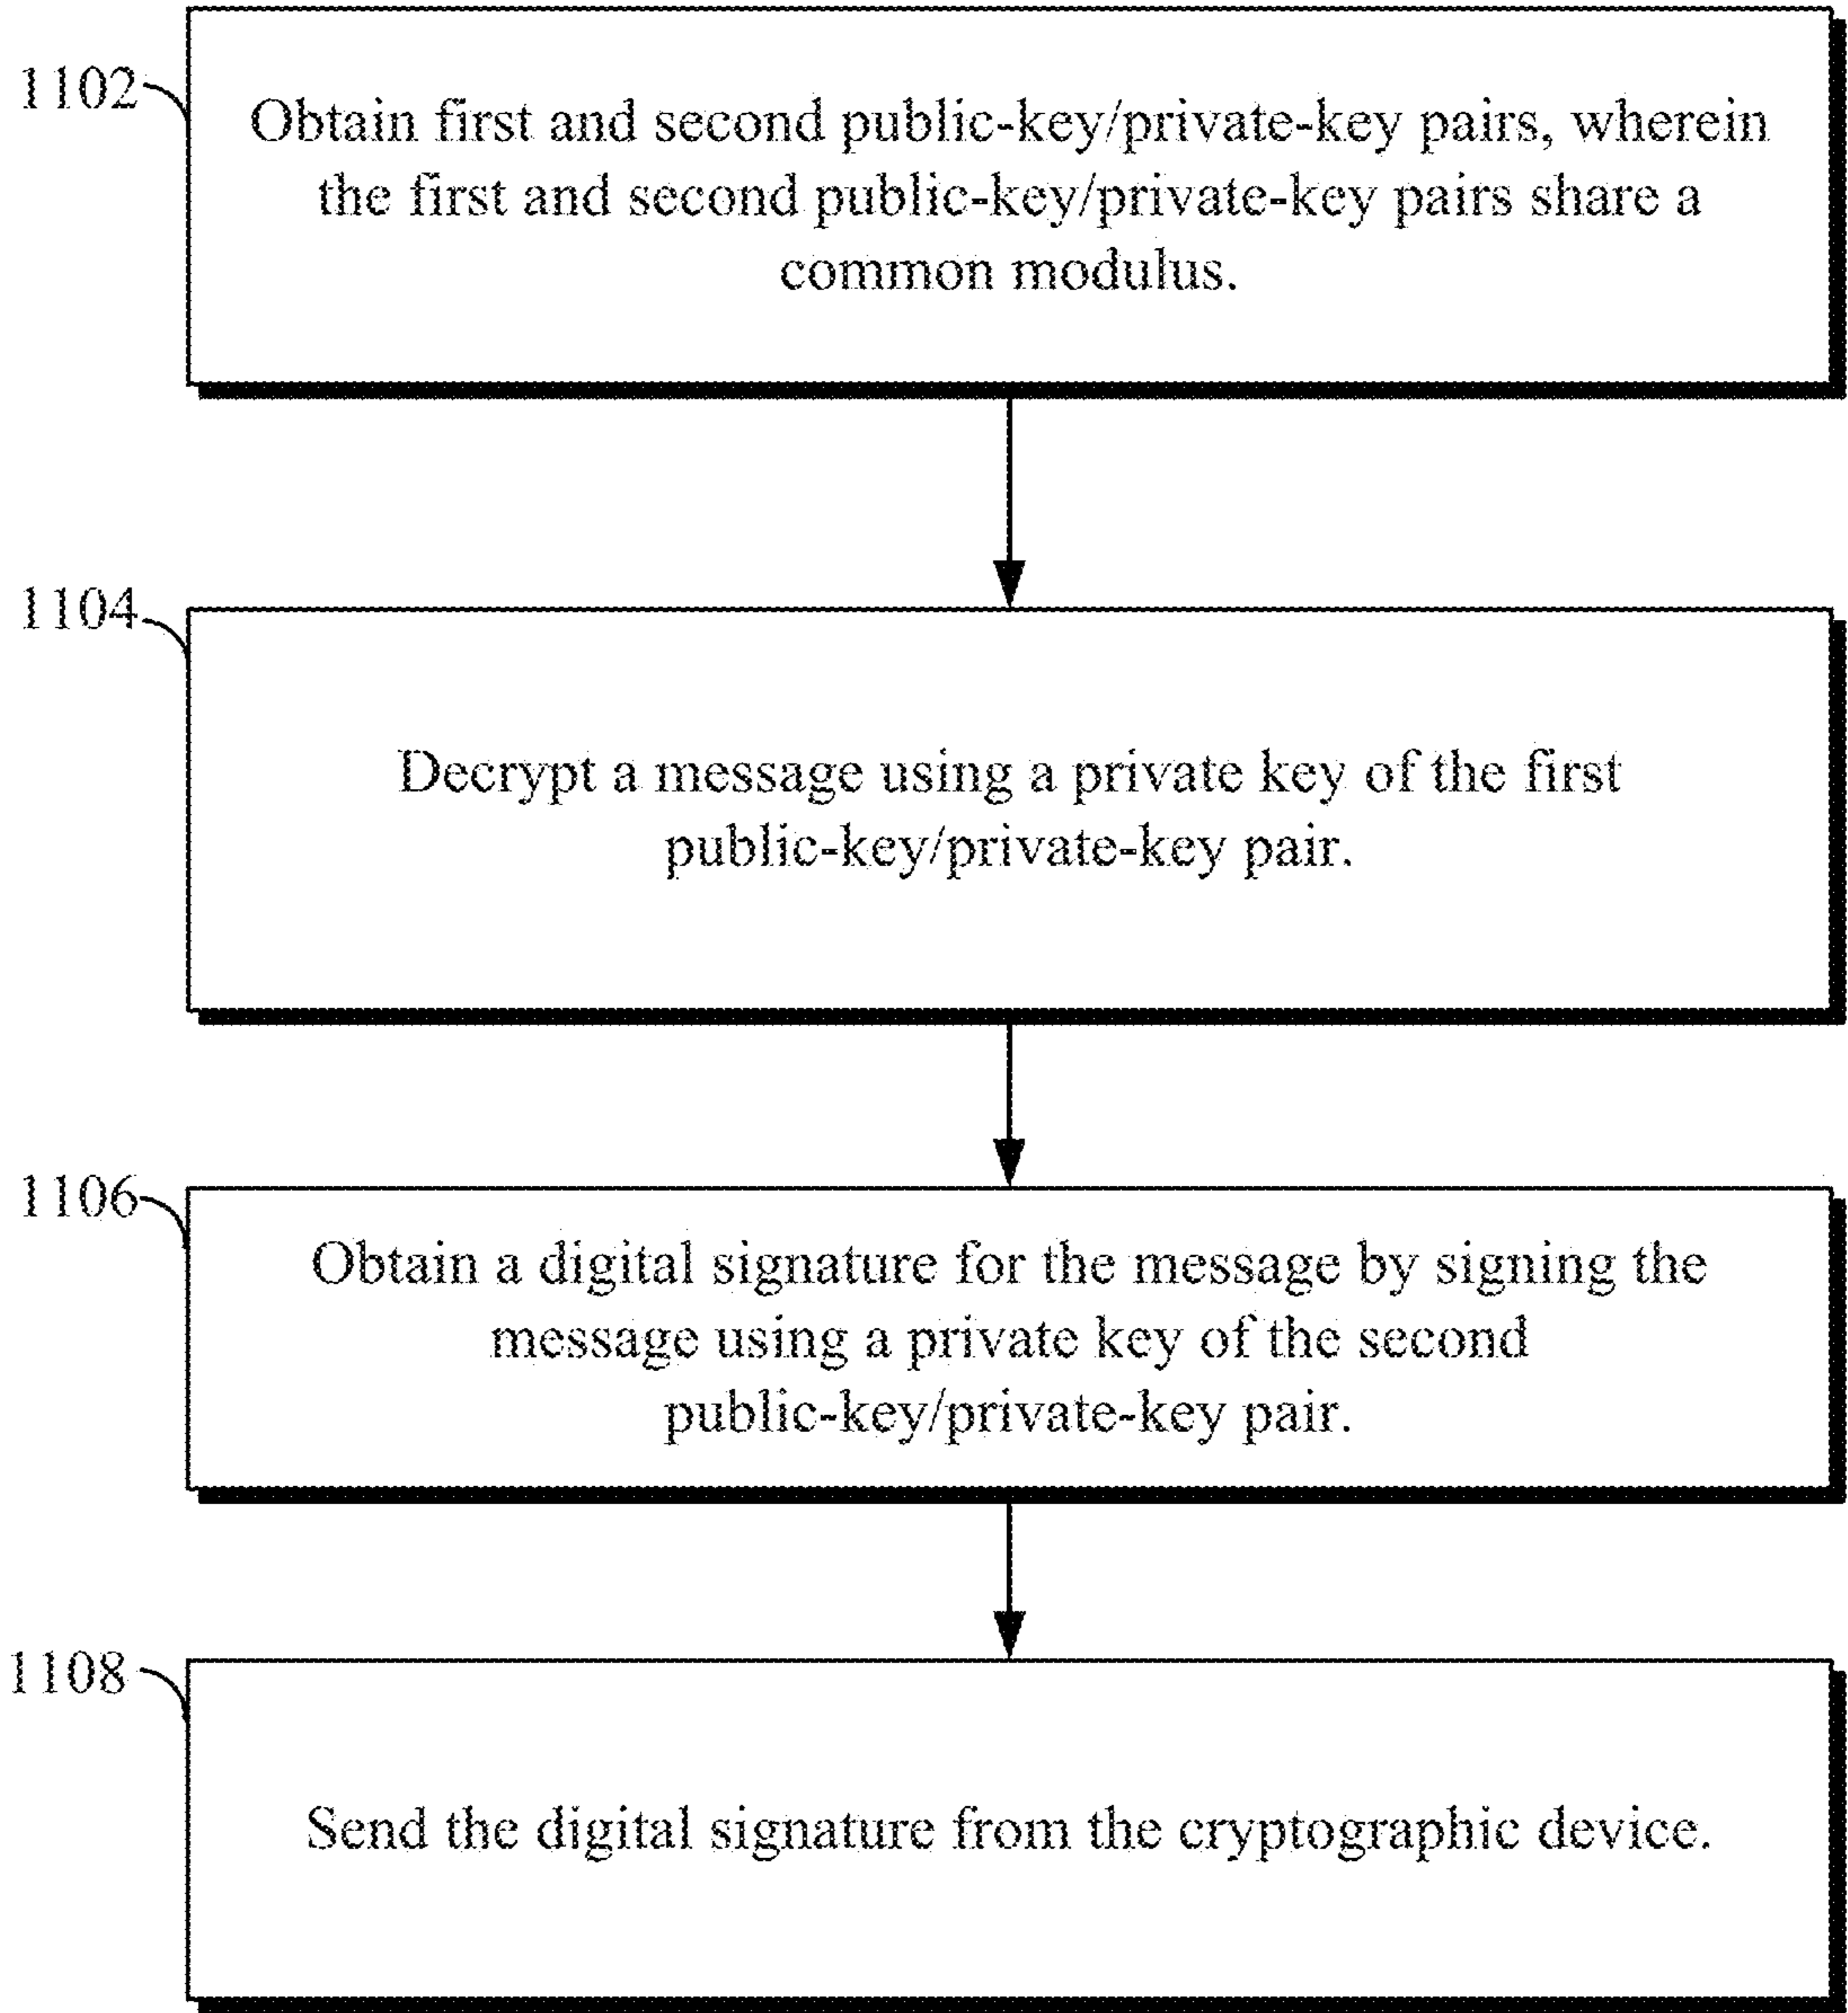 1102
Obtain first and second public-key/private-key pairs, wherein
the first and second public-key/private-key pairs share a
common modulus.
1104
Decrypt a message using a private key of the first
public-key/private-key pair.
1106
Obtain a digital signature for the message by signing the
message using a private key of the second
public-key/private-key pair.
1108
Send the digital signature from the cryptographic device.